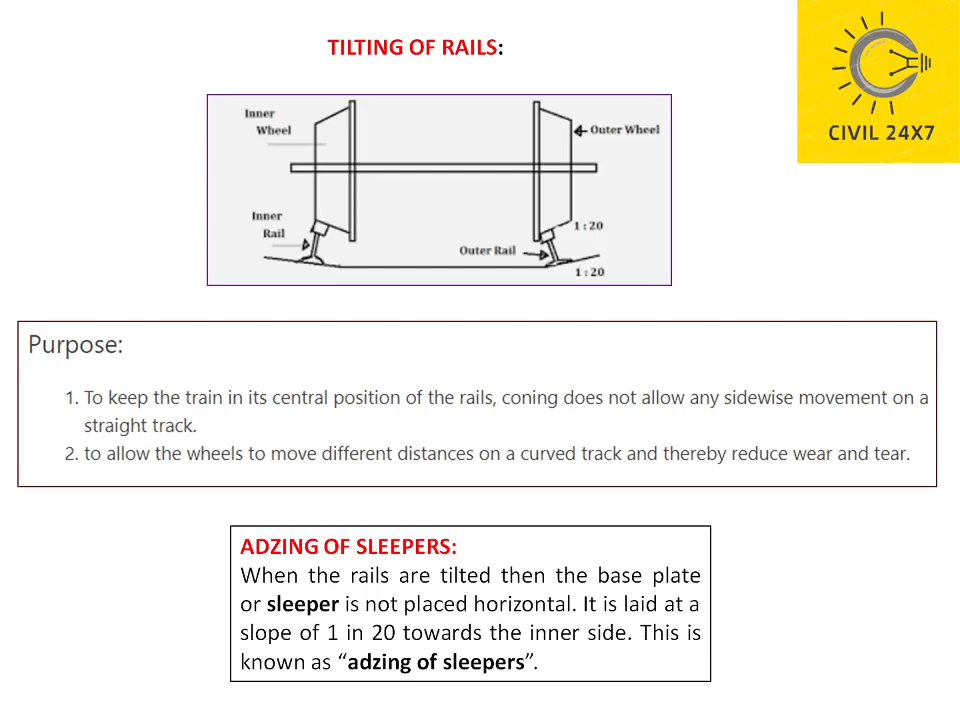 TILTING OF RAILS:
CIVIL 24X7
Inner
Wheel
Outer Wheel
Inner
Rail
1 : 20
Outer Rail
1 : 20
Purpose:
1. To keep the train in its central position of the rails, coning does not allow any sidewise movement on a
straight track.
2. to allow the wheels to move different distances on a curved track and thereby reduce wear and tear.
ADZING OF SLEEPERS:
When the rails are tilted then the base plate
or sleeper is not placed horizontal. It is laid at a
slope of 1 in 20 towards the inner side. This is
known as “adzing of sleepers”.